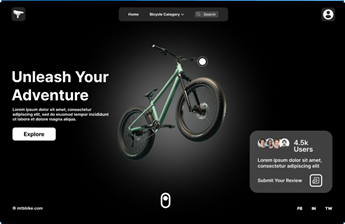 Home
Bicycle Category
Search
Unleash Your
Adventure
Lorem ipsum dolor sit amet, consectetur
adipiscing elit, sed do eiusmod tempor incididunt
ut labore et dolore magna aliqua.
Explore
4.5k
Users
Lorem ipsum dolor sit amet,
consectetur adipiscing elit
Submit Your Review
© mtbbike.com
FB
IN
TW